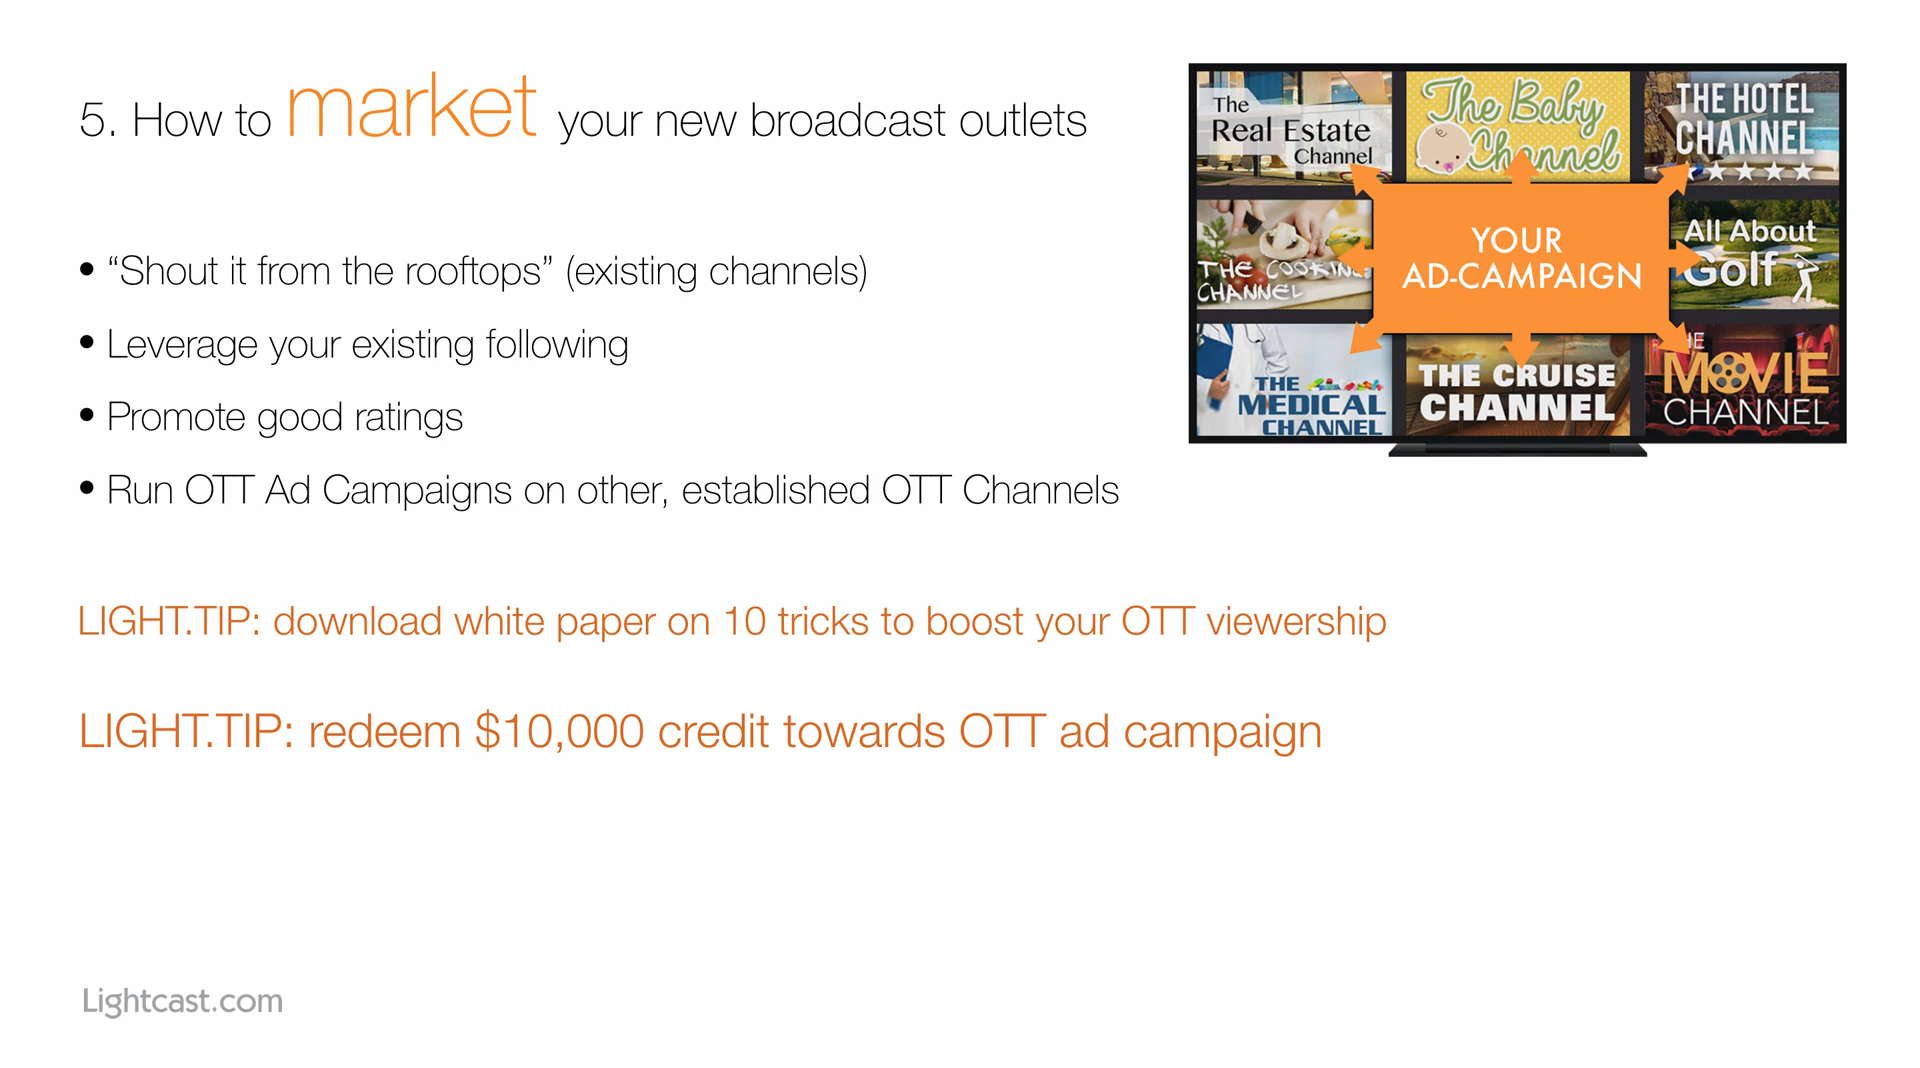 5. How to market your new broadcast outlets
• “Shout it from the rooftops” (existing channels)
• Leverage your existing following
• Promote good ratings
• Run OTT Ad Campaigns on other, established OTT Channels
LIGHT.TIP: download white paper on 10 tricks to boost your OTT viewership
LIGHT.TIP: redeem $10,000 credit towards OTT ad campaign
The
Real Estate
Channel
The Baby
Channel
THE HOTEL
CHANNEL
THE COOKING
CHANNEL
YOUR
AD-CAMPAIGN
All About
Golf
THE
MEDICAL
CHANNEL
THE CRUISE
CHANNEL
THE
MOVIE
CHANNEL
Lightcast.com